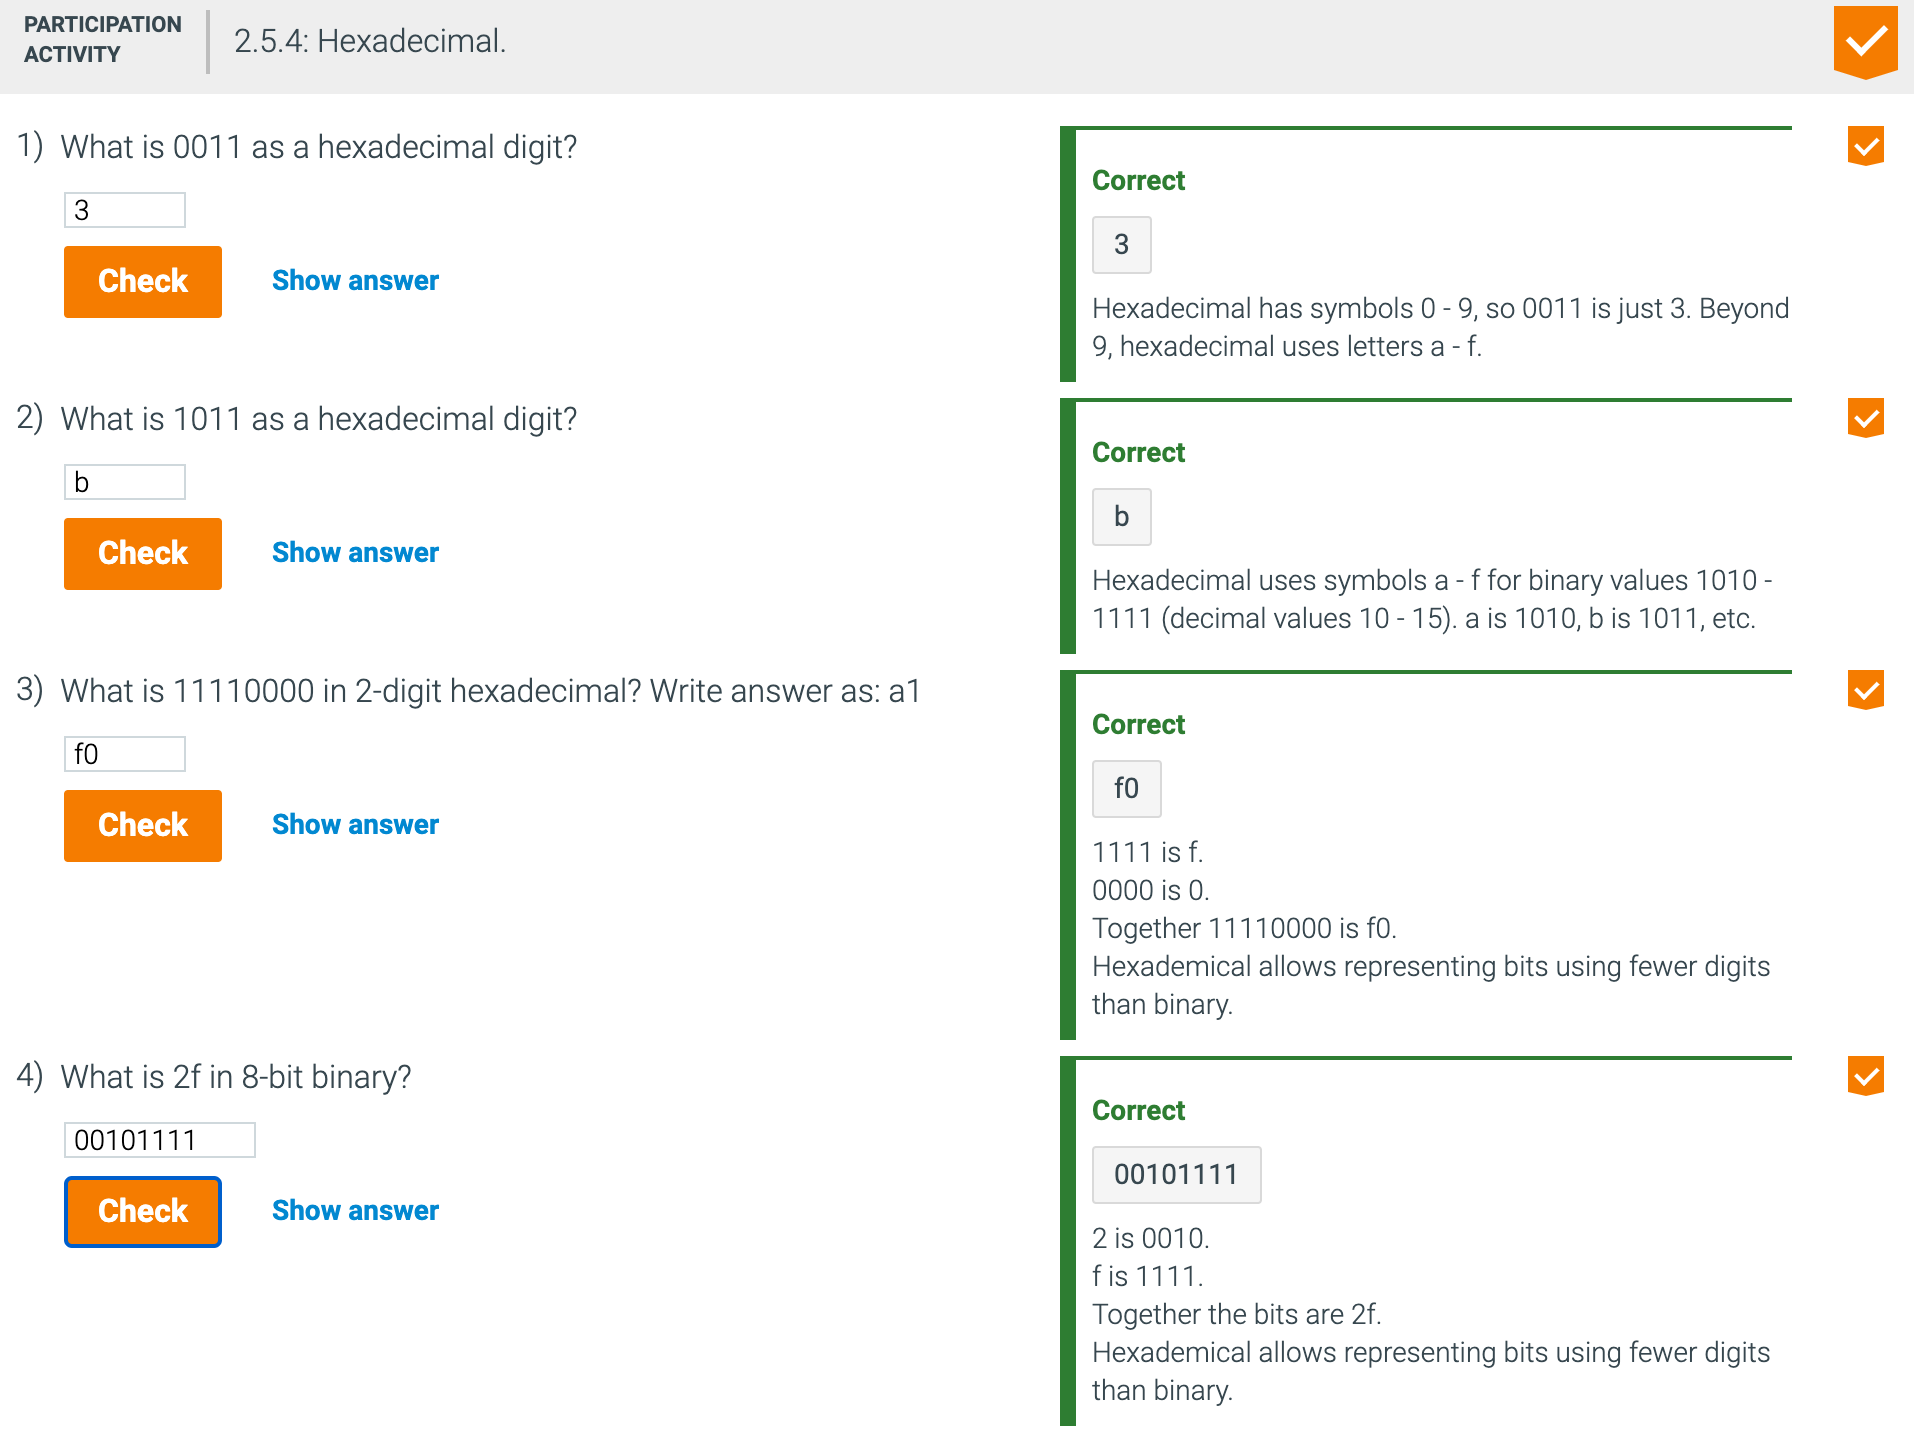 PARTICIPATION
ACTIVITY
2.5.4: Hexadecimal.
1) What is 0011 as a hexadecimal digit?
3
Check Show answer
Correct
3
Hexadecimal has symbols 0 - 9, so 0011 is just 3. Beyond
9, hexadecimal uses letters a - f.
2) What is 1011 as a hexadecimal digit?
b
Check Show answer
Correct
b
Hexadecimal uses symbols a - f for binary values 1010 -
1111 (decimal values 10 - 15). a is 1010, b is 1011, etc.
3) What is 11110000 in 2-digit hexadecimal? Write answer as: a1
f0
Check Show answer
Correct
f0
1111 is f.
0000 is 0.
Together 11110000 is f0.
Hexademical allows representing bits using fewer digits
than binary.
4) What is 2f in 8-bit binary?
00101111
Check Show answer
Correct
00101111
2 is 0010.
f is 1111.
Together the bits are 2f.
Hexademical allows representing bits using fewer digits
than binary.